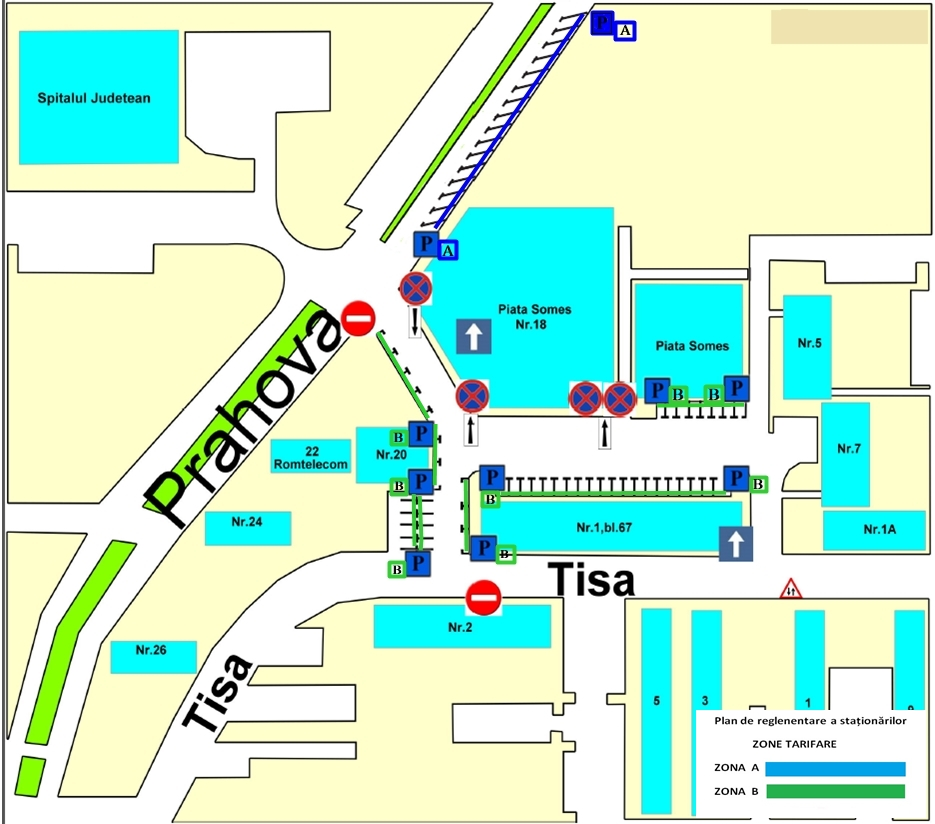 P
A
Spitalul Judetean
P
A
Piata Somes
Nr.18
Piata Somes
Nr.5
Prahova
P
B
B
P
B
P
22
Romtelecom
Nr.20
Nr.7
B
P
P
B
P
B
Nr.24
Nr.1,bl.67
Nr.1A
P
B
B
P
Tisa
Nr.2
Nr.26
Tisa
5
3
1
Plan de reglenentare a staționărilor
ZONE TARIFARE
ZONA A
ZONA B